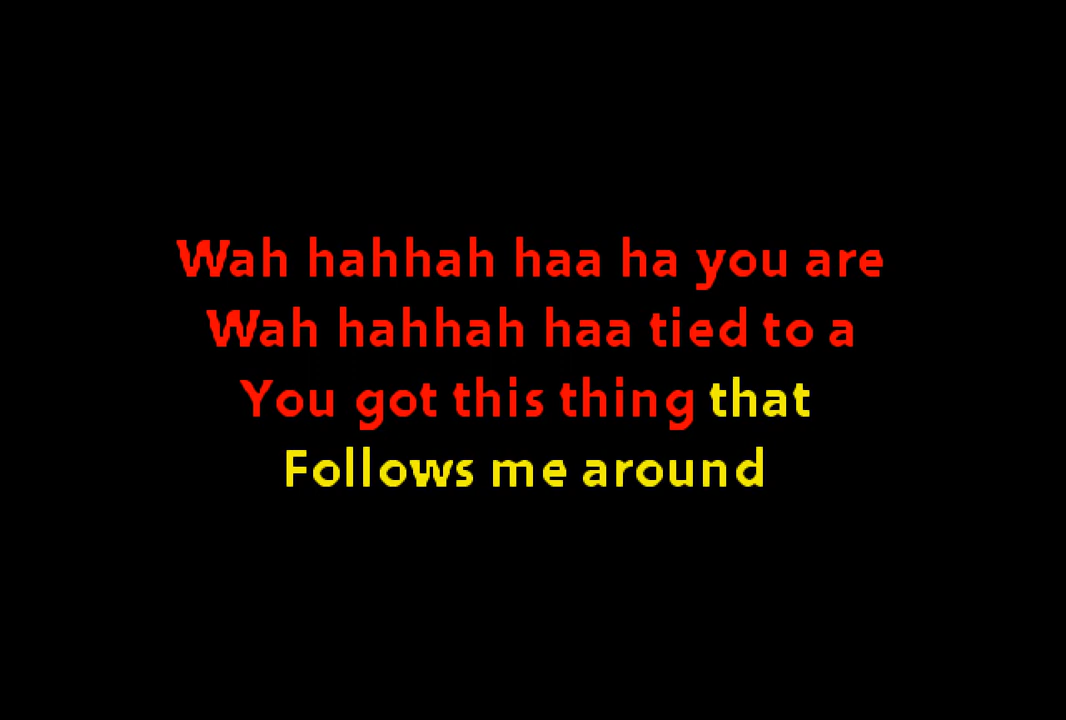 Wah hahhah haa ha you are
Wah hahhah haa tied to a
You got this thing that
Follows me around